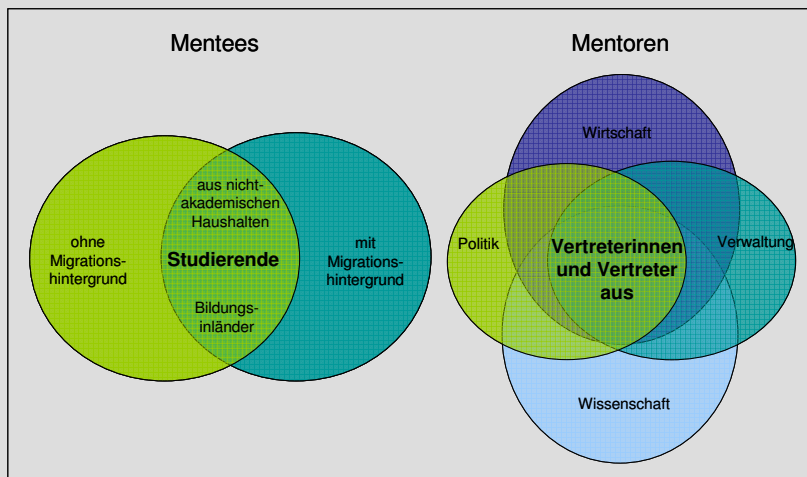 Mentees
aus nicht-
akademischen
Haushalten
ohne
Migrations-
hintergrund
Studierende
mit
Migrations-
hintergrund
Bildungs-
inländer
Mentoren
Wirtschaft
Politik
Vertreterinnen
und Vertreter
aus
Verwaltung
Wissenschaft